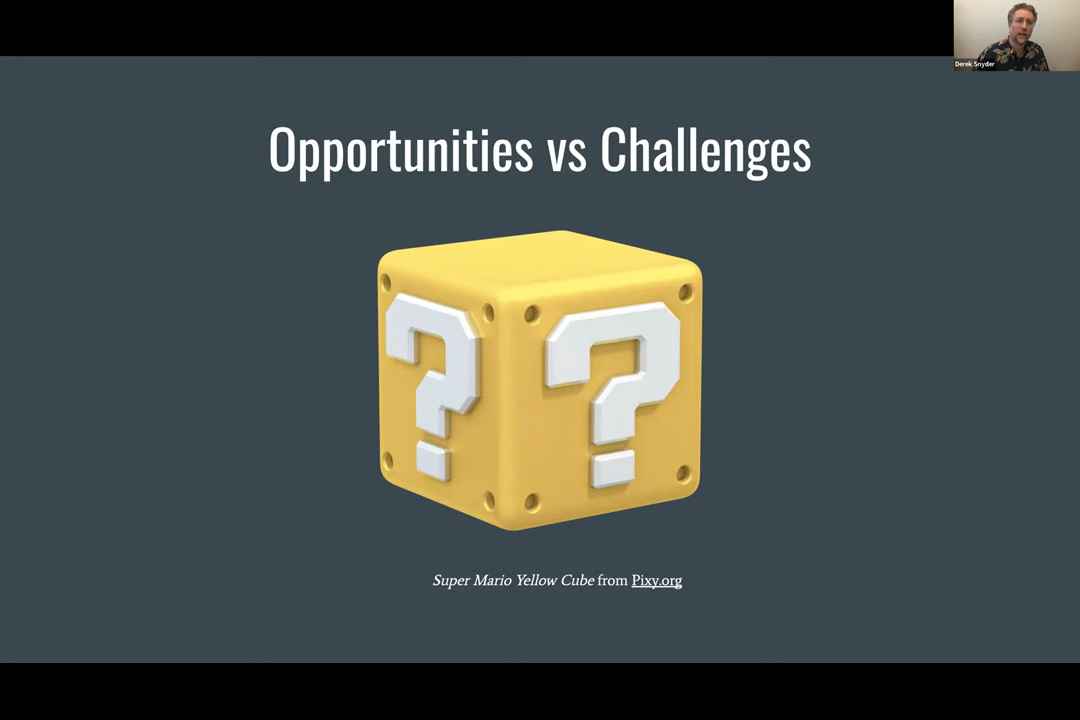 Derek Snyder
Opportunities vs Challenges
? ?
Super Mario Yellow Cube from Pixy.org